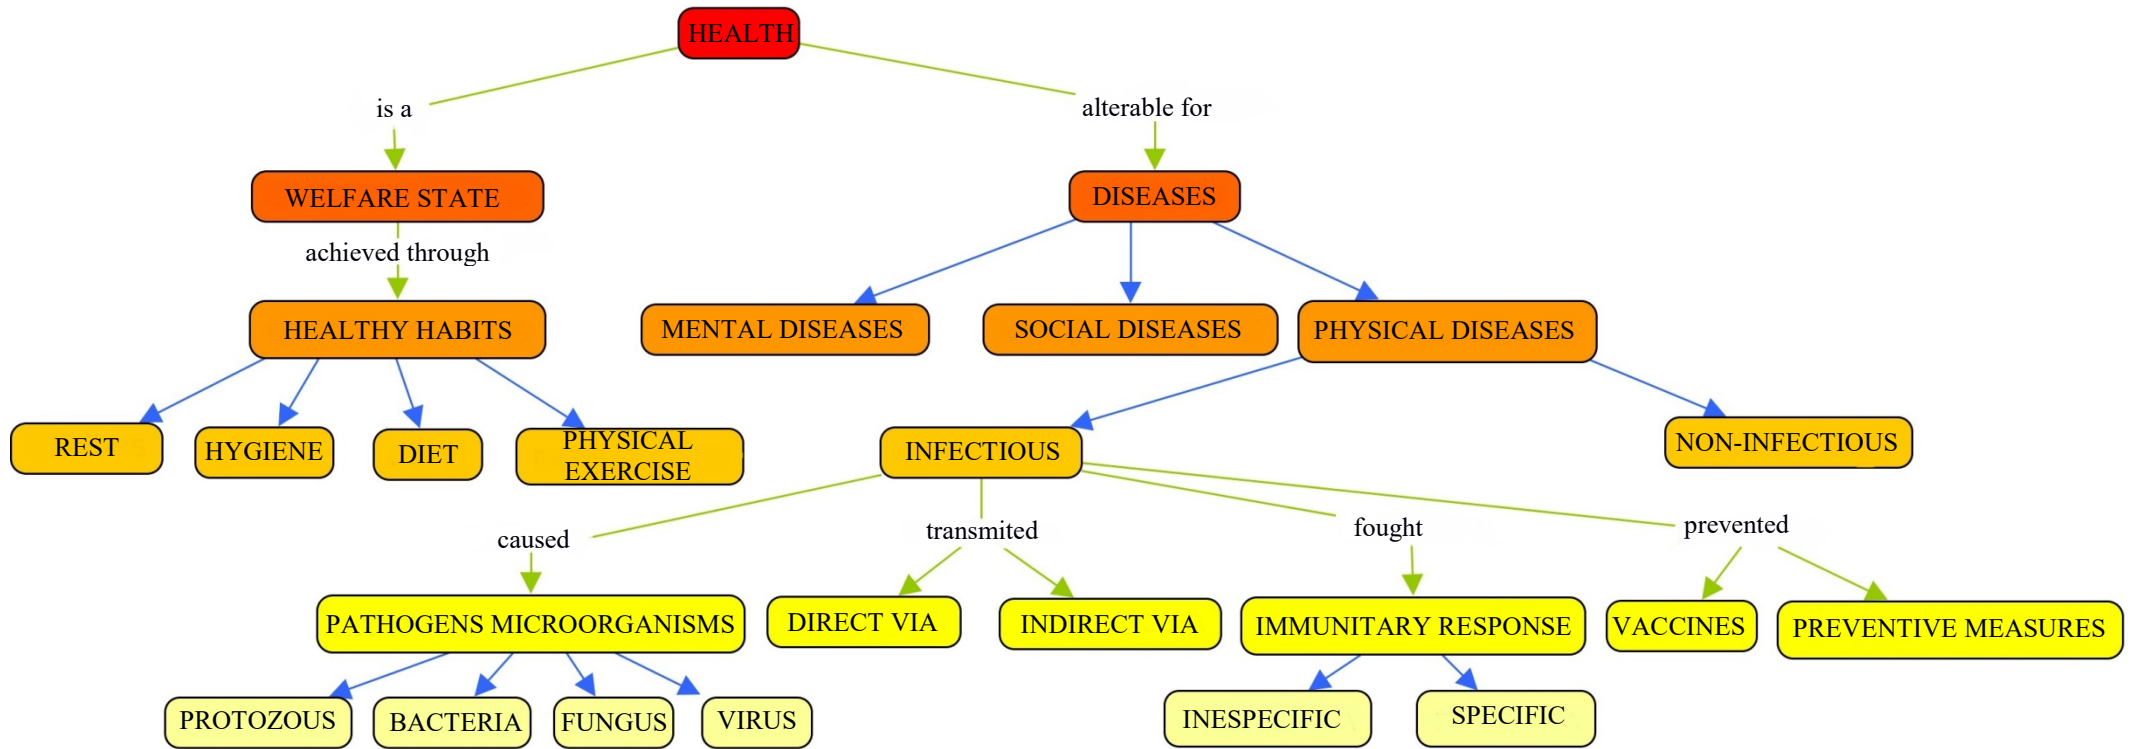 HEALTH
is a
alterable for
WELFARE STATE
DISEASES
achieved through
HEALTHY HABITS
MENTAL DISEASES
SOCIAL DISEASES
PHYSICAL DISEASES
REST
HYGIENE
DIET
PHYSICAL
EXERCISE
INFECTIOUS
NON-INFECTIOUS
caused
transmited
fought
prevented
PATHOGENS MICROORGANISMS
DIRECT VIA
INDIRECT VIA
IMMUNITARY RESPONSE
VACCINES
PREVENTIVE MEASURES
PROTOZOUS
BACTERIA
FUNGUS
VIRUS
INESPECIFIC
SPECIFIC